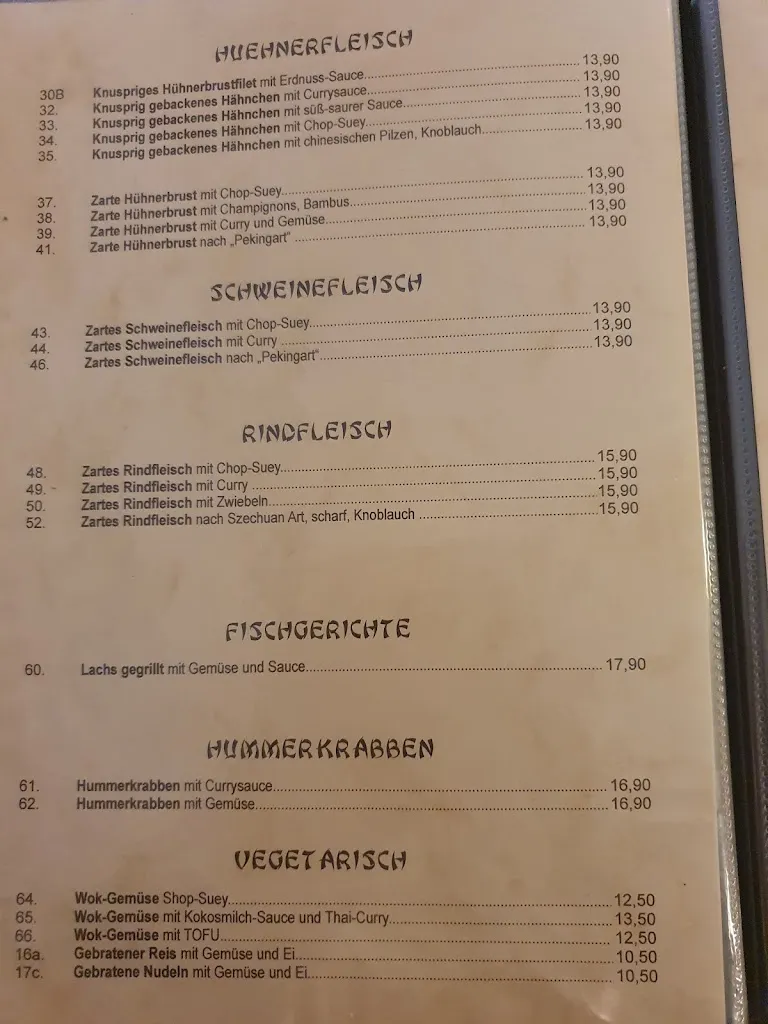 HUEHNERFLEISCH
30B Knuspriges Hühnerbrustfilet mit Erdnuss-Sauce 13,90
32. Knusprig gebackenes Hähnchen mit Currysauce 13,90
33. Knusprig gebackenes Hähnchen mit süß-saurer Sauce 13,90
34. Knusprig gebackenes Hähnchen mit Chop-Suey 13,90
35. Knusprig gebackenes Hähnchen mit chinesischen Pilzen, Knoblauch 13,90
37. Zarte Hühnerbrust mit Chop-Suey 13,90
38. Zarte Hühnerbrust mit Champignons, Bambus 13,90
39. Zarte Hühnerbrust mit Curry und Gemüse 13,90
41. Zarte Hühnerbrust nach „Pekingart" 13,90
SCHWEINEFLEISCH
43. Zartes Schweinefleisch mit Chop-Suey 13,90
44. Zartes Schweinefleisch mit Curry 13,90
46. Zartes Schweinefleisch nach „Pekingart" 13,90
RINDFLEISCH
48. Zartes Rindfleisch mit Chop-Suey 15,90
49. Zartes Rindfleisch mit Curry 15,90
50. Zartes Rindfleisch mit Zwiebeln 15,90
52. Zartes Rindfleisch nach Szechuan Art, scharf, Knoblauch 15,90
FISCHGERICHTE
60. Lachs gegrillt mit Gemüse und Sauce 17,90
HUMMERKRABBEN
61. Hummerkrabben mit Currysauce 16,90
62. Hummerkrabben mit Gemüse 16,90
VEGETARISCH
64. Wok-Gemüse Shop-Suey 12,50
65. Wok-Gemüse mit Kokosmilch-Sauce und Thai-Curry 13,50
66. Wok-Gemüse mit TOFU 12,50
16a. Gebratener Reis mit Gemüse und Ei 10,50
17c. Gebratene Nudeln mit Gemüse und Ei 10,50